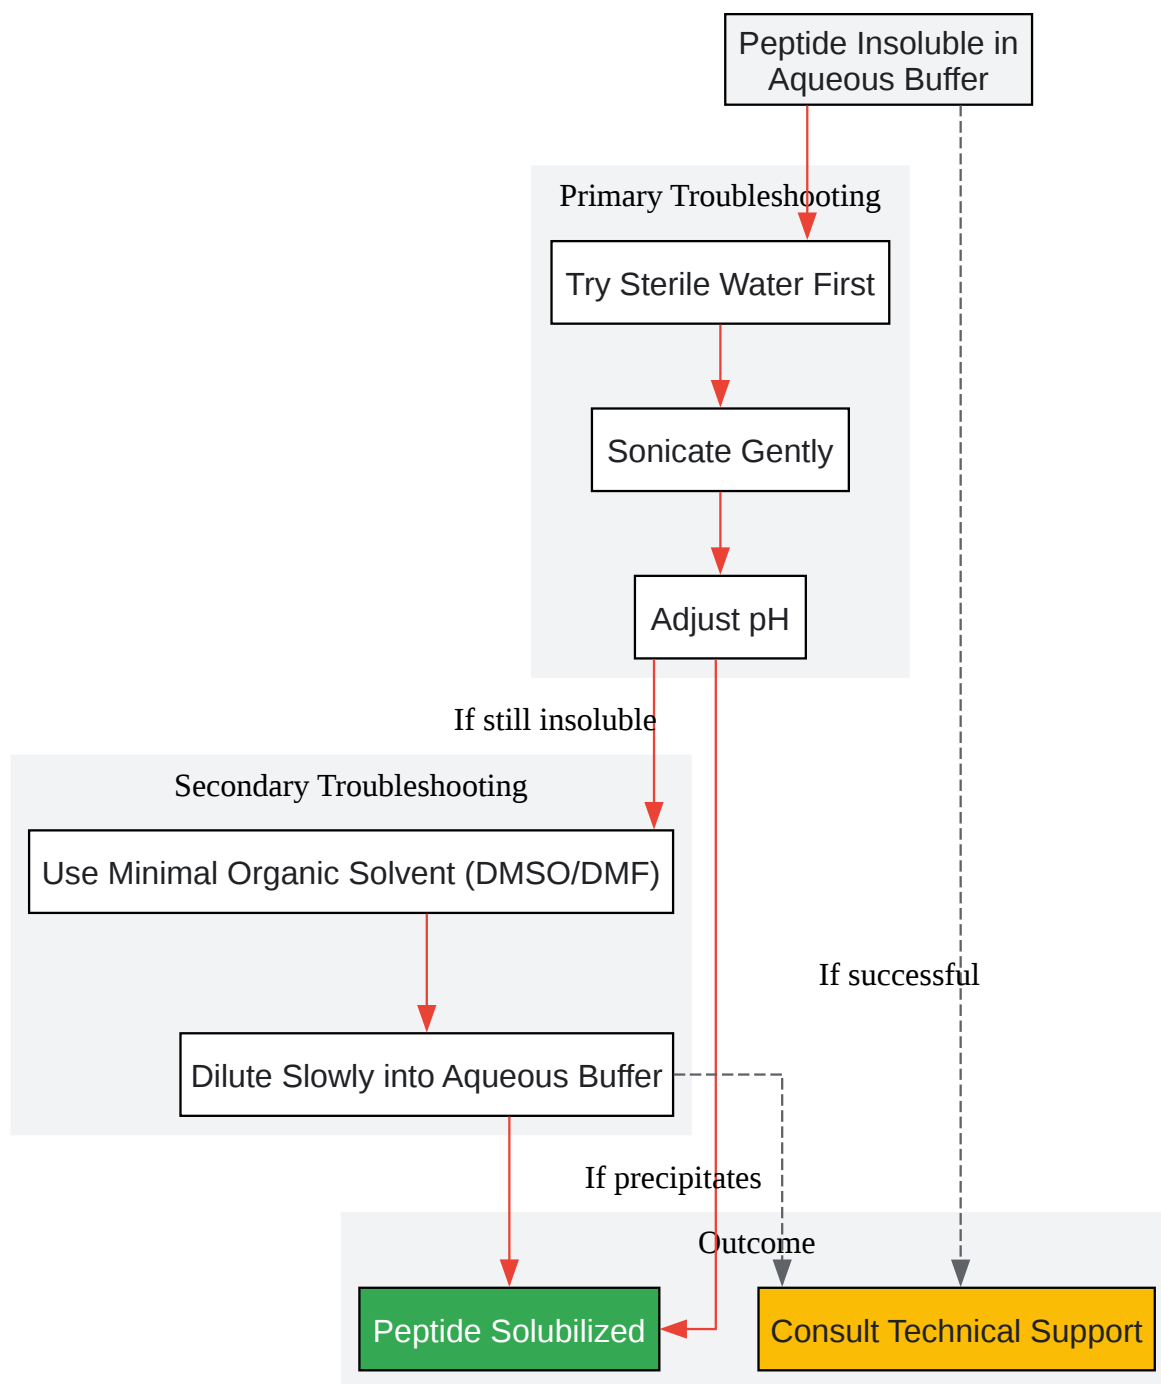 Peptide Insoluble in
Aqueous Buffer
Primary Troubleshooting
Try Sterile Water First
Sonicate Gently
Adjust pH
If still insoluble
Secondary Troubleshooting
Use Minimal Organic Solvent (DMSO/DMF)
If successful
Dilute Slowly into Aqueous Buffer
If precipitates
Outcome
Peptide Solubilized
Consult Technical Support